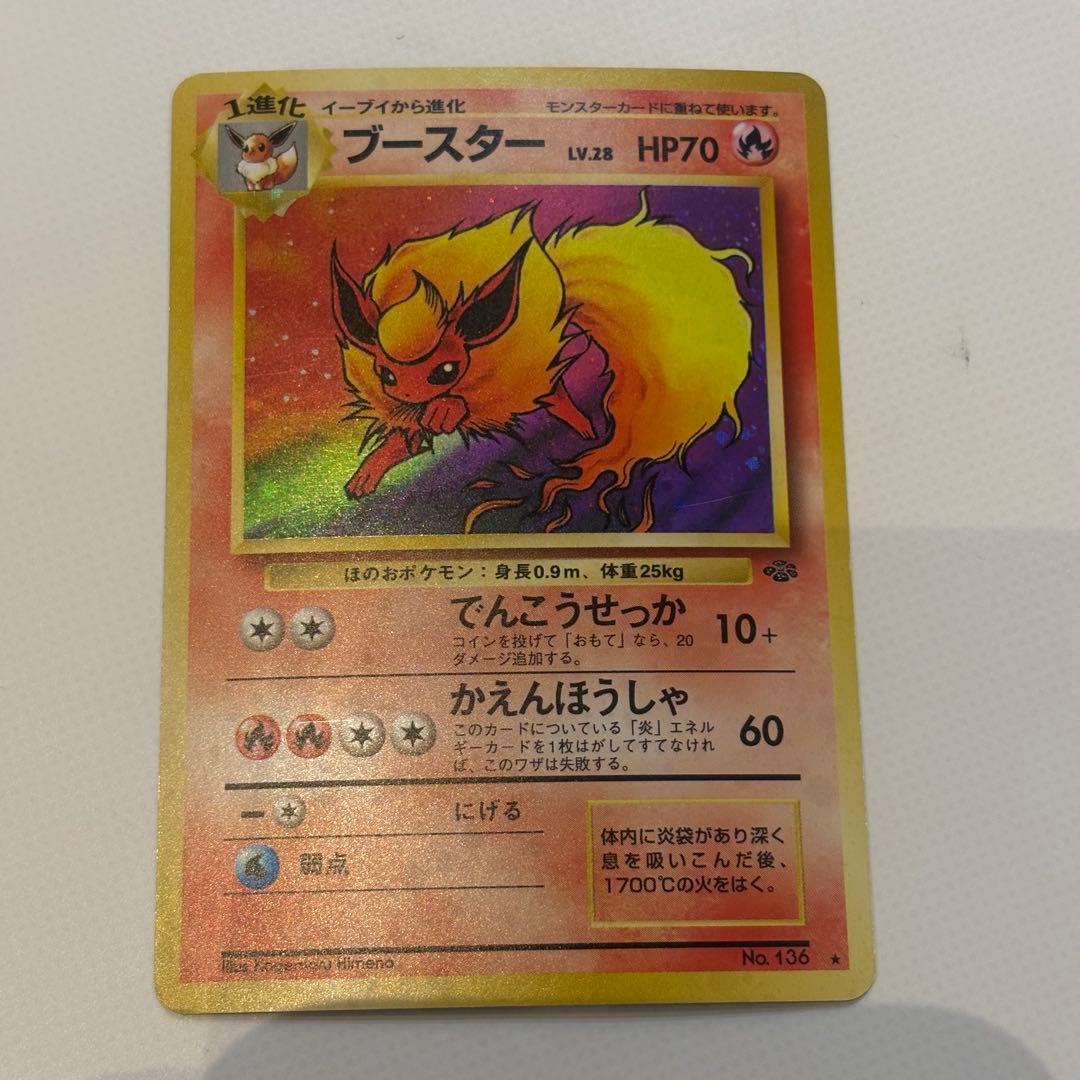 1進化 イーブイから進化 モンスターカードに重ねて使います。
ブースター LV.28 HP70
ほのおポケモン：身長0.9m、体重25kg
でんこうせっか 10+
コインを投げて「おもて」なら、20
ダメージ追加する。
かえんほうしゃ 60
このカードについている「炎」エネル
ギーカードを1枚はがしてすてなけれ
ば、このワザは失敗する。
にげる
弱点
体内に炎袋があり深く
息を吸いこんだ後、
1700℃の火をはく。
Illus. Kagemaru Himeno No. 136 ★